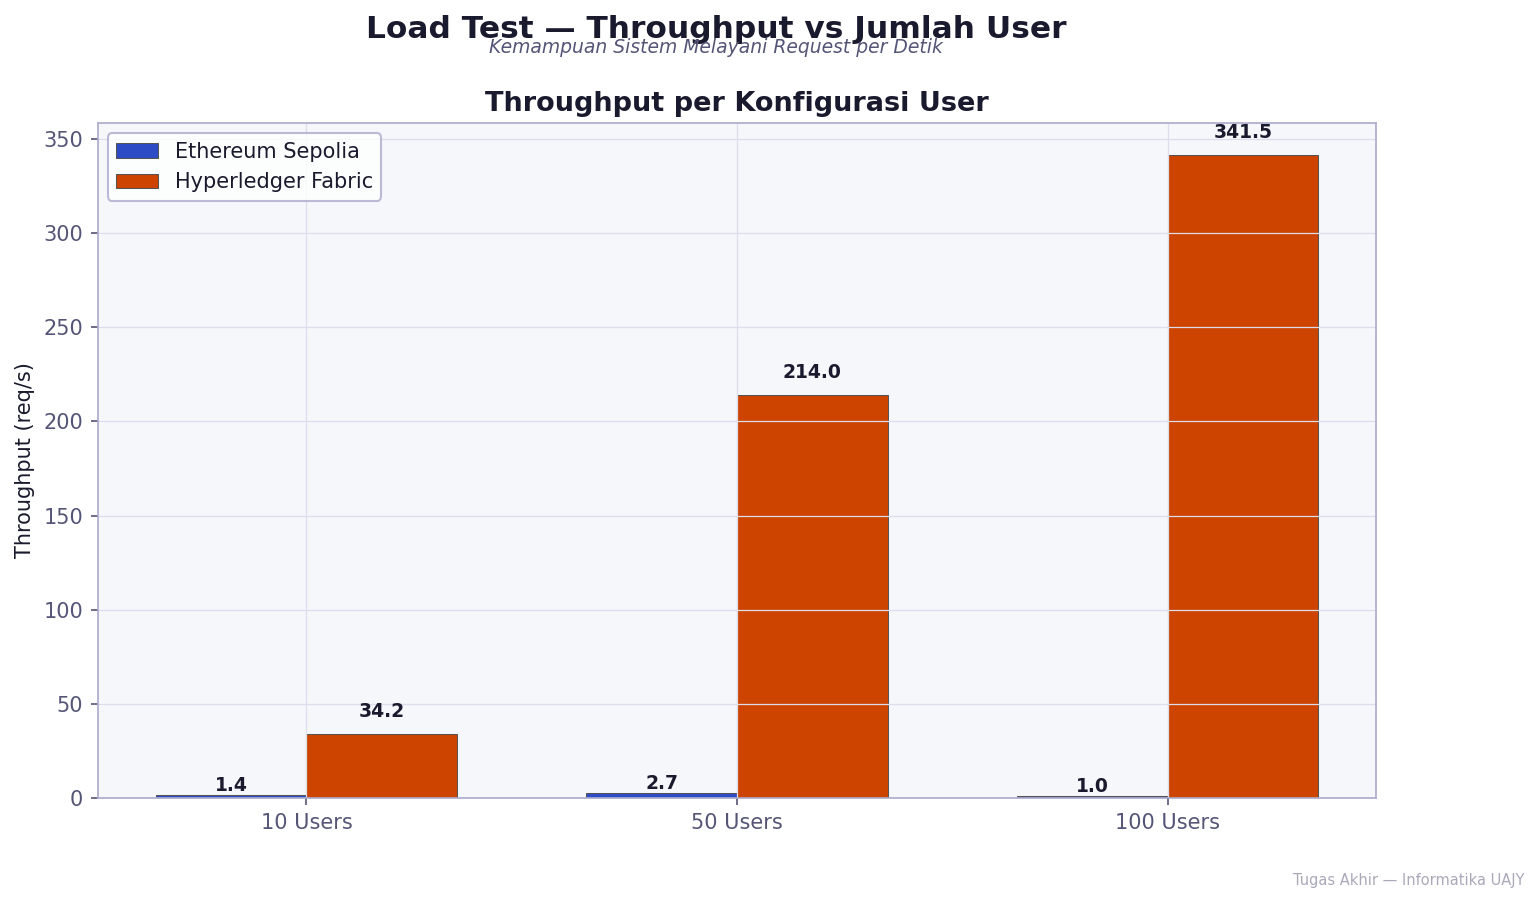 Load Test — Throughput vs Jumlah User
Kemampuan Sistem Melayani Request per Detik
Throughput per Konfigurasi User
Ethereum Sepolia
Hyperledger Fabric
Throughput (req/s)
350
300
250
200
150
100
50
0
1.4
34.2
2.7
214.0
1.0
341.5
10 Users
50 Users
100 Users
Tugas Akhir — Informatika UAJY